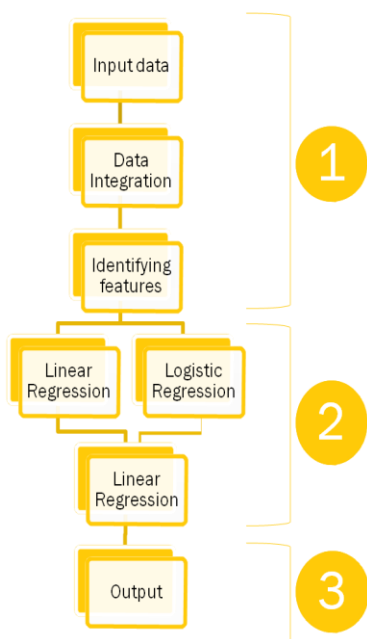 Input data
1
Data
Integration
Identifying
features
Linear
Regression
Logistic
Regression
2
Linear
Regression
Output
3